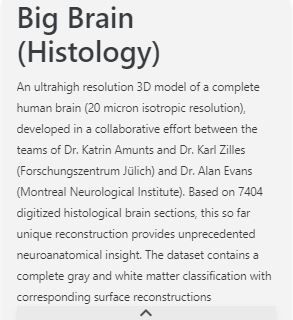 Big Brain
(Histology)
An ultrahigh resolution 3D model of a complete
human brain (20 micron isotropic resolution),
developed in a collaborative effort between the
teams of Dr. Katrin Amunts and Dr. Karl Zilles
(Forschungszentrum Jülich) and Dr. Alan Evans
(Montreal Neurological Institute). Based on 7404
digitized histological brain sections, this so far
unique reconstruction provides unprecedented
neuroanatomical insight. The dataset contains a
complete gray and white matter classification with
corresponding surface reconstructions